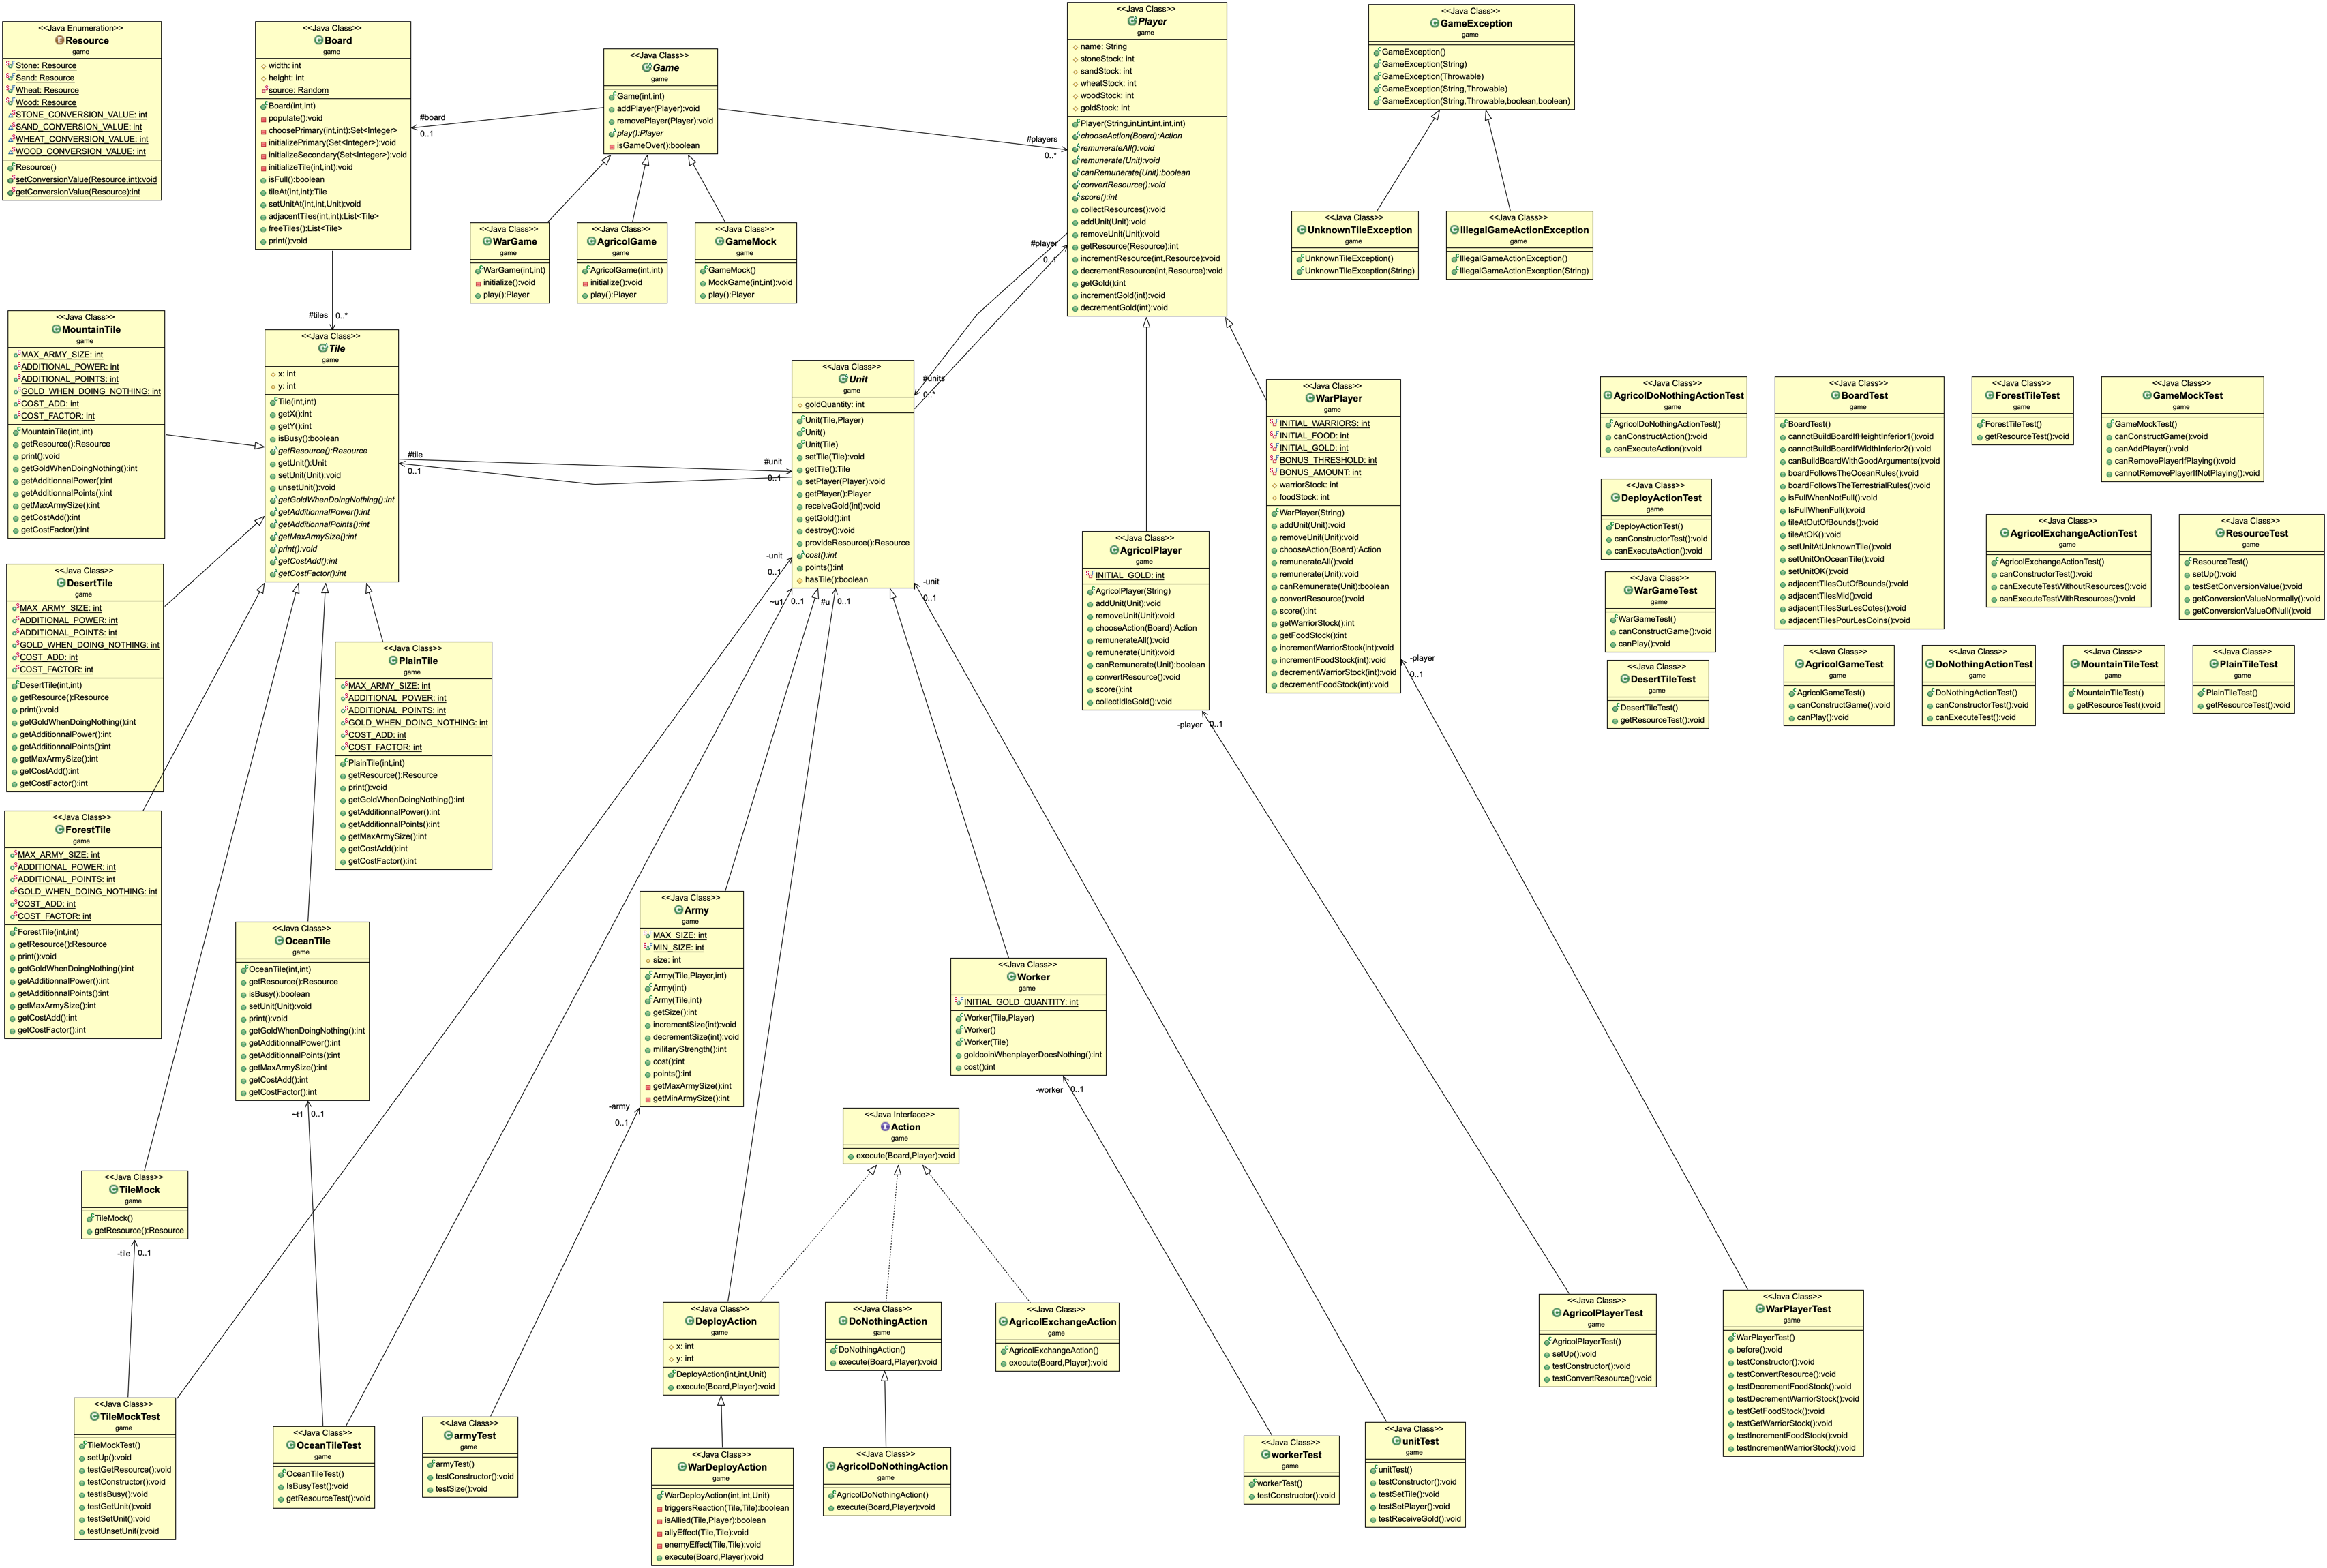 <<Java Enumeration>>
Resource
game
Stone: Resource
Sand: Resource
Wheat: Resource
Wood: Resource
STONE_CONVERSION_VALUE: int
SAND_CONVERSION_VALUE: int
WHEAT_CONVERSION_VALUE: int
WOOD_CONVERSION_VALUE: int
Resource()
setConversionValue(Resource,int):void
getConversionValue(Resource):int
<<Java Class>>
Board
game
width: int
height: int
source: Random
Board(int,int)
populate():void
choosePrimary(int,int):Set<Integer>
initializePrimary(Set<Integer>):void
initializeSecondary(Set<Integer>):void
initializeTile(int,int):void
isFull():boolean
tileAt(int,int):Tile
setUnitAt(int,int,Unit):void
adjacentTiles(int,int):List<Tile>
freeTiles():List<Tile>
print():void
<<Java Class>>
Game
game
Game(int,int)
addPlayer(Player):void
removePlayer(Player):void
play():Player
isGameOver():boolean
#board
0..1
#players
0..*
<<Java Class>>
Player
game
name: String
stoneStock: int
sandStock: int
wheatStock: int
woodStock: int
goldStock: int
Player(String,int,int,int,int,int)
chooseAction(Board):Action
remunerateAll():void
remunerate(Unit):void
canRemunerate(Unit):boolean
convertResource():void
score():int
collectResources():void
addUnit(Unit):void
removeUnit(Unit):void
getResource(Resource):int
incrementResource(int,Resource):void
decrementResource(int,Resource):void
getGold():int
incrementGold(int):void
decrementGold(int):void
<<Java Class>>
GameException
game
GameException()
GameException(String)
GameException(Throwable)
GameException(String,Throwable)
GameException(String,Throwable,boolean,boolean)
<<Java Class>>
WarGame
game
WarGame(int,int)
initialize():void
play():Player
<<Java Class>>
AgricolGame
game
AgricolGame(int,int)
initialize():void
play():Player
<<Java Class>>
GameMock
game
GameMock()
MockGame(int,int):void
play():Player
<<Java Class>>
UnknownTileException
game
UnknownTileException()
UnknownTileException(String)
<<Java Class>>
IllegalGameActionException
game
IllegalGameActionException()
IllegalGameActionException(String)
#player
0..1
#units
0..*
#tiles
0..*
<<Java Class>>
MountainTile
game
MAX_ARMY_SIZE: int
ADDITIONAL_POWER: int
ADDITIONAL_POINTS: int
GOLD_WHEN_DOING_NOTHING: int
COST_ADD: int
COST_FACTOR: int
MountainTile(int,int)
getResource():Resource
print():void
getGoldWhenDoingNothing():int
getAdditionnalPower():int
getAdditionnalPoints():int
getMaxArmySize():int
getCostAdd():int
getCostFactor():int
<<Java Class>>
Tile
game
x: int
y: int
Tile(int,int)
getX():int
getY():int
isBusy():boolean
getResource():Resource
getUnit():Unit
setUnit(Unit):void
unsetUnit():void
getGoldWhenDoingNothing():int
getAdditionnalPower():int
getAdditionnalPoints():int
getMaxArmySize():int
print():void
getCostAdd():int
getCostFactor():int
#tile
0..1
#unit
0..1
<<Java Class>>
Unit
game
goldQuantity: int
Unit(Tile,Player)
Unit()
Unit(Tile)
setTile(Tile):void
getTile():Tile
setPlayer(Player):void
getPlayer():Player
receiveGold(int):void
getGold():int
destroy():void
provideResource():Resource
cost():int
points():int
hasTile():boolean
-unit
0..1
~u1
0..1
#u
0..1
-unit
0..1
<<Java Class>>
WarPlayer
game
INITIAL_WARRIORS: int
INITIAL_FOOD: int
INITIAL_GOLD: int
BONUS_THRESHOLD: int
BONUS_AMOUNT: int
warriorStock: int
foodStock: int
WarPlayer(String)
addUnit(Unit):void
removeUnit(Unit):void
chooseAction(Board):Action
remunerateAll():void
remunerate(Unit):void
canRemunerate(Unit):boolean
convertResource():void
score():int
getWarriorStock():int
getFoodStock():int
incrementWarriorStock(int):void
incrementFoodStock(int):void
decrementWarriorStock(int):void
decrementFoodStock(int):void
-player
0..1
<<Java Class>>
AgricolPlayer
game
INITIAL_GOLD: int
AgricolPlayer(String)
addUnit(Unit):void
removeUnit(Unit):void
chooseAction(Board):Action
remunerateAll():void
remunerate(Unit):void
canRemunerate(Unit):boolean
convertResource():void
score():int
collectIdleGold():void
-player
0..1
<<Java Class>>
AgricolDoNothingActionTest
game
AgricolDoNothingActionTest()
canConstructAction():void
canExecuteAction():void
<<Java Class>>
BoardTest
game
BoardTest()
cannotBuildBoardIfHeightInferior1():void
cannotBuildBoardIfWidthInferior2():void
canBuildBoardWithGoodArguments():void
boardFollowsTheOceanRules():void
boardFollowsTheTerrestrialRules():void
isFullWhenNotFull():void
IsFullWhenFull():void
tileAtOutOfBounds():void
tileAtOK():void
setUnitAtUnknownTile():void
setUnitOnOceanTile():void
setUnitOK():void
adjacentTilesOutOfBounds():void
adjacentTilesMid():void
adjacentTilesSurLesCotes():void
adjacentTilesPourLesCoins():void
<<Java Class>>
ForestTileTest
game
ForestTileTest()
getResourceTest():void
<<Java Class>>
GameMockTest
game
GameMockTest()
canConstructGame():void
canAddPlayer():void
canRemovePlayerIfPlaying():void
cannotRemovePlayerIfNotPlaying():void
<<Java Class>>
DeployActionTest
game
DeployActionTest()
canConstructorTest():void
canExecuteAction():void
<<Java Class>>
AgricolExchangeActionTest
game
AgricolExchangeActionTest()
canConstructorTest():void
canExecuteTestWithoutResources():void
canExecuteTestWithResources():void
<<Java Class>>
ResourceTest
game
ResourceTest()
setUp():void
testSetConversionValue():void
getConversionValueNormally():void
getConversionValueOfNull():void
<<Java Class>>
WarGameTest
game
WarGameTest()
canConstructGame():void
canPlay():void
<<Java Class>>
DesertTileTest
game
DesertTileTest()
getResourceTest():void
<<Java Class>>
AgricolGameTest
game
AgricolGameTest()
canConstructGame():void
canPlay():void
<<Java Class>>
DoNothingActionTest
game
DoNothingActionTest()
canConstructorTest():void
canExecuteTest():void
<<Java Class>>
MountainTileTest
game
MountainTileTest()
getResourceTest():void
<<Java Class>>
PlainTileTest
game
PlainTileTest()
getResourceTest():void
<<Java Class>>
DesertTile
game
MAX_ARMY_SIZE: int
ADDITIONAL_POWER: int
ADDITIONAL_POINTS: int
GOLD_WHEN_DOING_NOTHING: int
COST_ADD: int
COST_FACTOR: int
DesertTile(int,int)
getResource():Resource
print():void
getGoldWhenDoingNothing():int
getAdditionnalPower():int
getAdditionnalPoints():int
getMaxArmySize():int
getCostAdd():int
getCostFactor():int
<<Java Class>>
PlainTile
game
MAX_ARMY_SIZE: int
ADDITIONAL_POWER: int
ADDITIONAL_POINTS: int
GOLD_WHEN_DOING_NOTHING: int
COST_ADD: int
COST_FACTOR: int
PlainTile(int,int)
getResource():Resource
print():void
getGoldWhenDoingNothing():int
getAdditionnalPower():int
getAdditionnalPoints():int
getMaxArmySize():int
getCostAdd():int
getCostFactor():int
<<Java Class>>
ForestTile
game
MAX_ARMY_SIZE: int
ADDITIONAL_POWER: int
ADDITIONAL_POINTS: int
GOLD_WHEN_DOING_NOTHING: int
COST_ADD: int
COST_FACTOR: int
ForestTile(int,int)
getResource():Resource
print():void
getGoldWhenDoingNothing():int
getAdditionnalPower():int
getAdditionnalPoints():int
getMaxArmySize():int
getCostAdd():int
getCostFactor():int
<<Java Class>>
OceanTile
game
OceanTile(int,int)
getResource():Resource
isBusy():boolean
setUnit(Unit):void
print():void
getGoldWhenDoingNothing():int
getAdditionnalPower():int
getAdditionnalPoints():int
getMaxArmySize():int
getCostAdd():int
getCostFactor():int
~t1
0..1
<<Java Class>>
Army
game
MAX_SIZE: int
MIN_SIZE: int
size: int
Army(Tile,Player,int)
Army(int)
Army(Tile,int)
getSize():int
incrementSize(int):void
decrementSize(int):void
militaryStrength():int
cost():int
points():int
getMaxArmySize():int
getMinArmySize():int
-army
0..1
<<Java Class>>
Worker
game
INITIAL_GOLD_QUANTITY: int
Worker(Tile,Player)
Worker()
Worker(Tile)
goldcoinWhenplayerDoesNothing():int
cost():int
-worker
0..1
<<Java Interface>>
Action
game
execute(Board,Player):void
<<Java Class>>
TileMock
game
TileMock()
getResource():Resource
-tile
0..1
<<Java Class>>
DeployAction
game
x: int
y: int
DeployAction(int,int,Unit)
execute(Board,Player):void
<<Java Class>>
DoNothingAction
game
DoNothingAction()
execute(Board,Player):void
<<Java Class>>
AgricolExchangeAction
game
AgricolExchangeAction()
execute(Board,Player):void
<<Java Class>>
AgricolPlayerTest
game
AgricolPlayerTest()
setUp():void
testConstructor():void
testConvertResource():void
<<Java Class>>
WarPlayerTest
game
WarPlayerTest()
before():void
testConstructor():void
testConvertResource():void
testDecrementFoodStock():void
testDecrementWarriorStock():void
testGetFoodStock():void
testGetWarriorStock():void
testIncrementFoodStock():void
testIncrementWarriorStock():void
<<Java Class>>
TileMockTest
game
TileMockTest()
setUp():void
testGetResource():void
testConstructor():void
testIsBusy():void
testGetUnit():void
testSetUnit():void
testUnsetUnit():void
<<Java Class>>
OceanTileTest
game
OceanTileTest()
IsBusyTest():void
getResourceTest():void
<<Java Class>>
armyTest
game
armyTest()
testConstructor():void
testSize():void
<<Java Class>>
WarDeployAction
game
WarDeployAction(int,int,Unit)
triggersReaction(Tile,Tile):boolean
isAllied(Tile,Player):boolean
allyEffect(Tile,Tile):void
enemyEffect(Tile,Tile):void
execute(Board,Player):void
<<Java Class>>
AgricolDoNothingAction
game
AgricolDoNothingAction()
execute(Board,Player):void
<<Java Class>>
workerTest
game
workerTest()
testConstructor():void
<<Java Class>>
unitTest
game
unitTest()
testConstructor():void
testSetTile():void
testSetPlayer():void
testReceiveGold():void